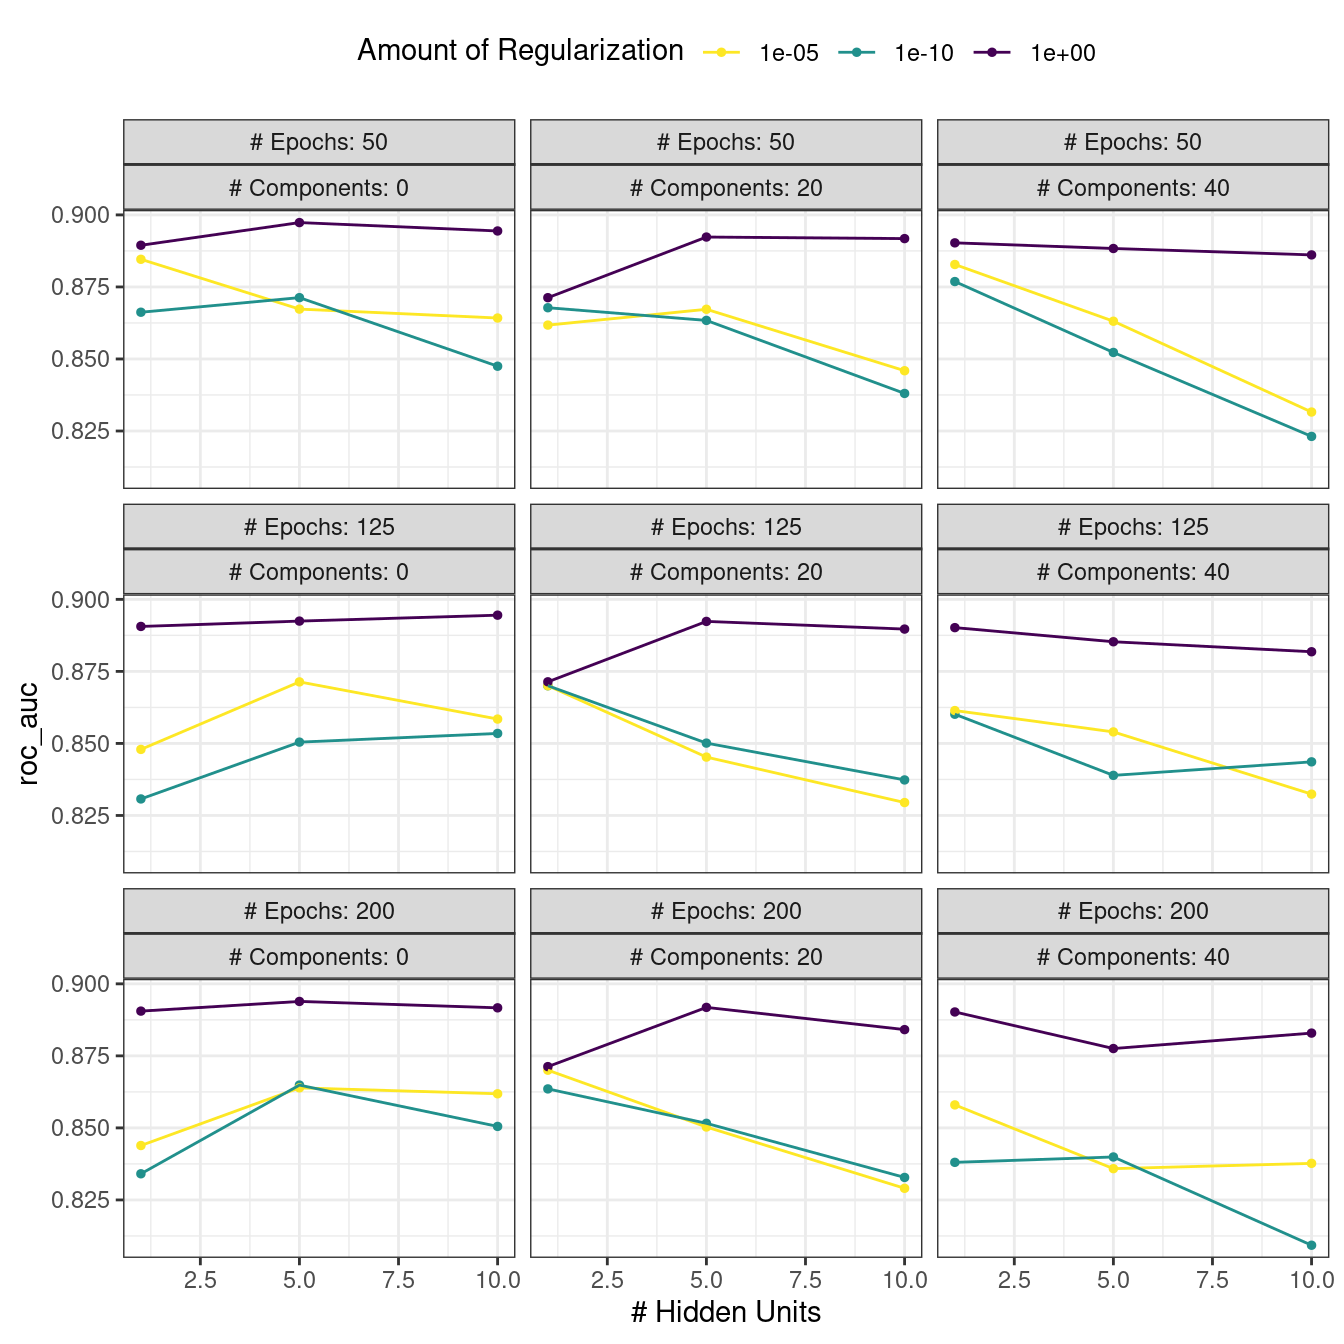 Amount of Regularization 1e-05 1e-10 1e+00
# Epochs: 50 # Epochs: 50 # Epochs: 50
# Components: 0 # Components: 20 # Components: 40
0.900
0.875
0.850
0.825
# Epochs: 125 # Epochs: 125 # Epochs: 125
# Components: 0 # Components: 20 # Components: 40
0.900
0.875
0.850
0.825
roc_auc
# Epochs: 200 # Epochs: 200 # Epochs: 200
# Components: 0 # Components: 20 # Components: 40
0.900
0.875
0.850
0.825
2.5 5.0 7.5 10.0 2.5 5.0 7.5 10.0 2.5 5.0 7.5 10.0
# Hidden Units